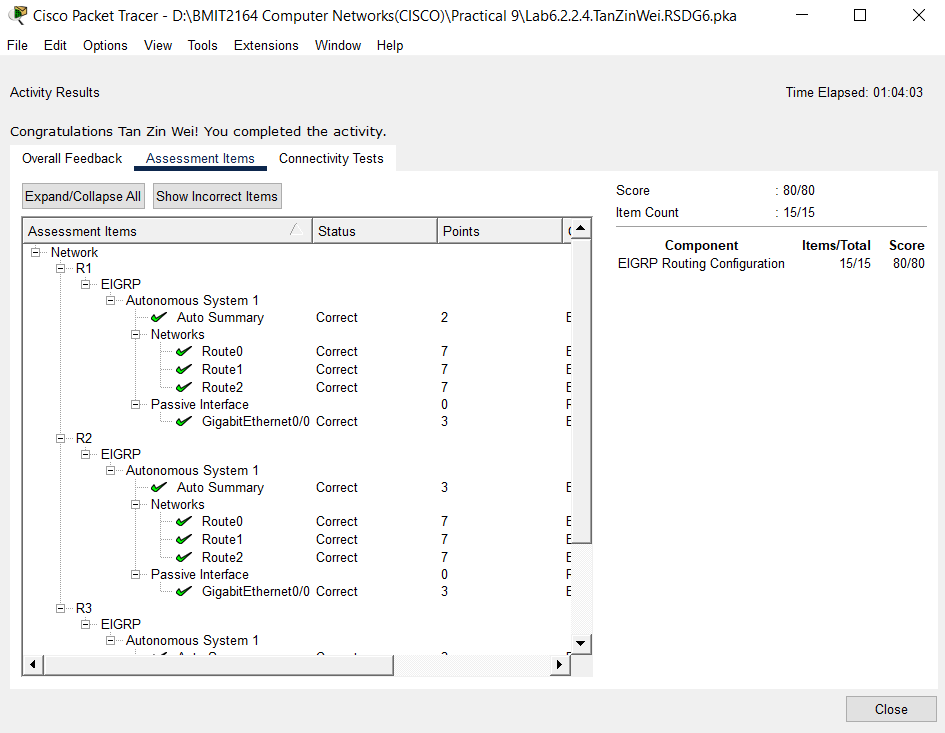 Cisco Packet Tracer - D:\BMIT2164 Computer Networks(CISCO)\Practical 9\Lab6.2.2.4.TanZinWei.RSDG6.pka
File Edit Options View Tools Extensions Window Help
Activity Results Time Elapsed: 01:04:03
Congratulations Tan Zin Wei! You completed the activity.
Overall Feedback Assessment Items Connectivity Tests
Expand/Collapse All Show Incorrect Items
Score : 80/80
Item Count : 15/15
Component Items/Total Score
EIGRP Routing Configuration 15/15 80/80
Assessment Items Status Points
Network
R1
EIGRP
Autonomous System 1
Auto Summary Correct 2
Networks
Route0 Correct 7
Route1 Correct 7
Route2 Correct 7
Passive Interface 0
GigabitEthernet0/0 Correct 3
R2
EIGRP
Autonomous System 1
Auto Summary Correct 3
Networks
Route0 Correct 7
Route1 Correct 7
Route2 Correct 7
Passive Interface 0
GigabitEthernet0/0 Correct 3
R3
EIGRP
Autonomous System 1
Close